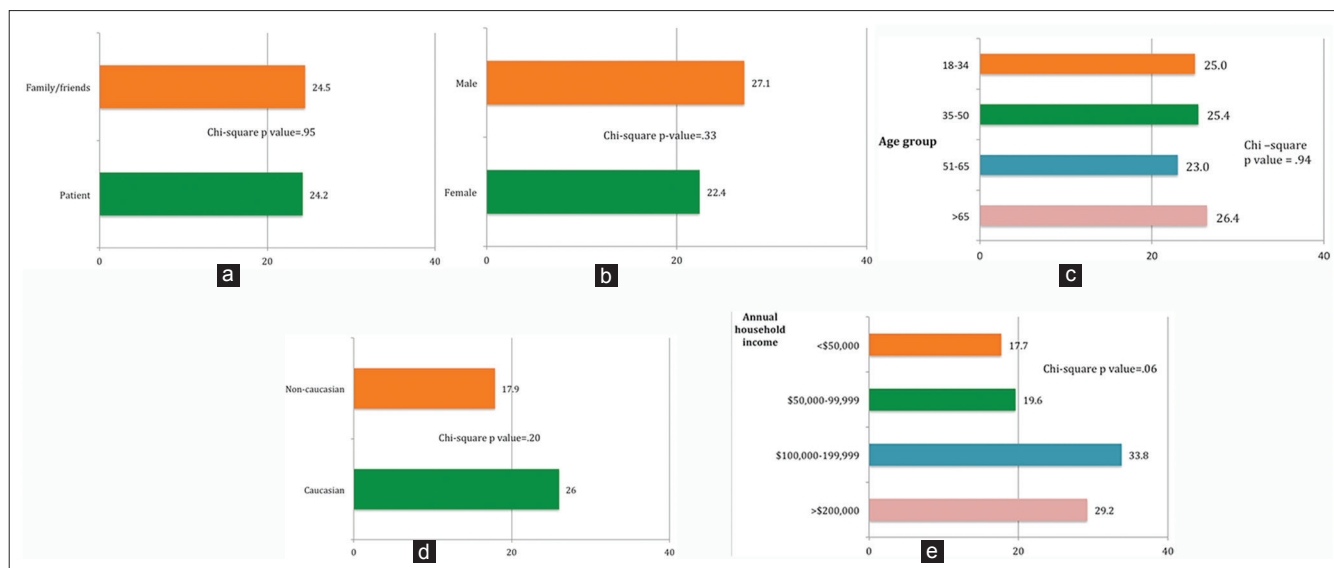 Family/friends
24.5
Chi-square p value=.95
Patient
24.2
0
20
40
a
Male
27.1
Chi-square p-value=.33
Female
22.4
0
20
40
b
Age group
18-34
25.0
35-50
25.4
Chi –square
p value = .94
51-65
23.0
>65
26.4
0
20
40
c
Non-caucasian
17.9
Chi-square p value=.20
Caucasian
26
0
20
40
d
Annual
household
income
<$50,000
17.7
Chi-square p value=.06
$50,000-99,999
19.6
$100,000-199,999
33.8
>$200,000
29.2
0
20
40
e